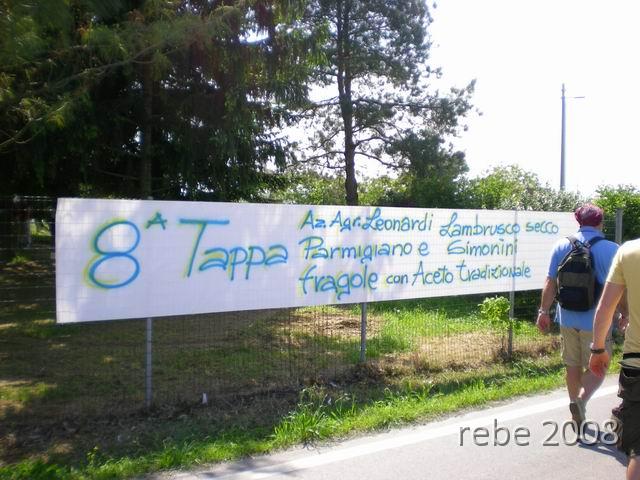 8ᴬ Tappa
Az Agr. Leonardi Lambrusco secco
Parmigiano e Simonini
fragole con Aceto tradizionale
rebe 2008